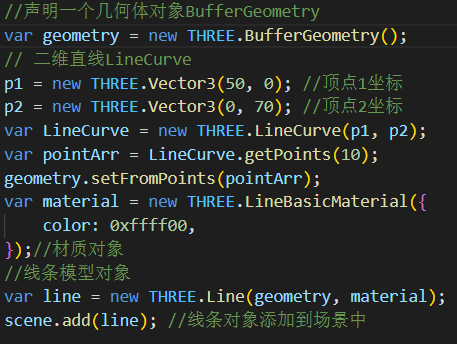 //声明一个几何体对象BufferGeometry
var geometry = new THREE.BufferGeometry();
// 二维直线LineCurve
p1 = new THREE.Vector3(50, 0); //顶点1坐标
p2 = new THREE.Vector3(0, 70); //顶点2坐标
var LineCurve = new THREE.LineCurve(p1, p2);
var pointArr = LineCurve.getPoints(10);
geometry.setFromPoints(pointArr);
var material = new THREE.LineBasicMaterial({
    color: 0xffff00,
});//材质对象
//线条模型对象
var line = new THREE.Line(geometry, material);
scene.add(line); //线条对象添加到场景中